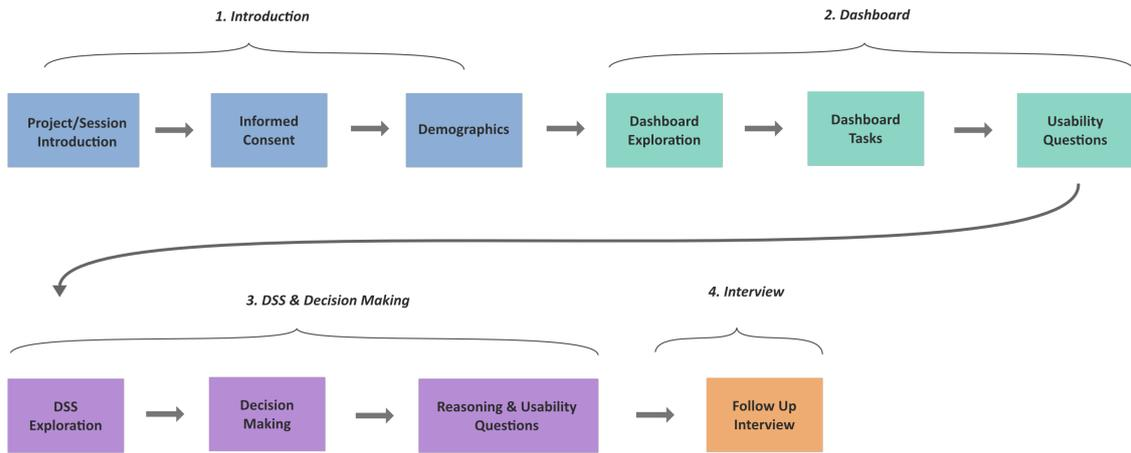 1. Introduction
2. Dashboard
Project/Session
Introduction
Informed
Consent
Demographics
Dashboard
Exploration
Dashboard
Tasks
Usability
Questions
3. DSS & Decision Making
4. Interview
DSS
Exploration
Decision
Making
Reasoning & Usability
Questions
Follow Up
Interview